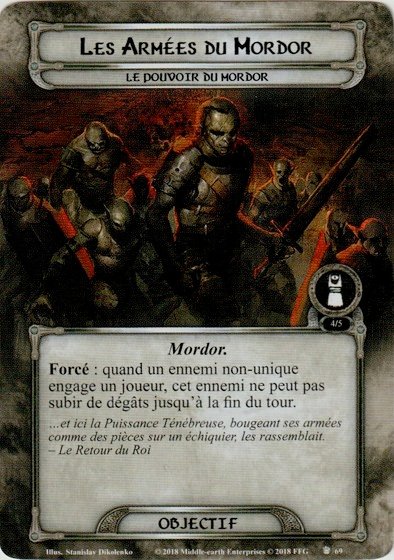 Les Armées du Mordor
LE POUVOIR DU MORDOR
4/5
Mordor.
Forcé : quand un ennemi non-unique
engage un joueur, cet ennemi ne peut pas
subir de dégâts jusqu'à la fin du tour.
…et ici la Puissance Ténébreuse, bougeant ses armées
comme des pièces sur un échiquier, les rassemblait.
– Le Retour du Roi
OBJECTIF
Illus. Stanislav Dikolenko © 2018 Middle-earth Enterprises © 2018 FFG 69